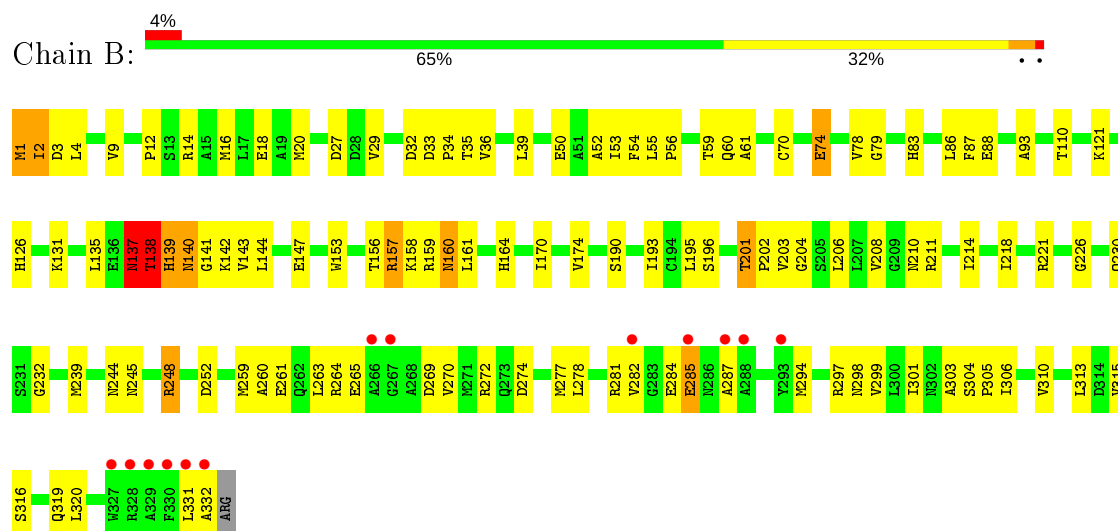 4%
Chain B:
65% 32% • •
M1 I2 D3 L4 V9 P12 S13 R14 A15 M16 L17 E18 A19 M20 D27 D28 V29 D32 D33 P34 T35 V36 L39 E50 A51 A52 I53 F54 L55 P56 T59 Q60 A61 C70 E74 V78 G79 H83 L86 F87 E88 A93 T110 K121
H126 K131 L135 E136 N137 T138 H139 N140 G141 K142 V143 L144 E147 W153 T156 R157 K158 R159 N160 L161 H164 I170 V174 S190 I193 C194 L195 S196 T201 P202 V203 G204 S205 L206 L207 V208 G209 N210 R211 I214 I218 R221 G226 D230
S231 G232 M239 N244 N245 R248 D252 M259 A260 E261 Q262 L263 R264 E265 A266 G267 A268 D269 V270 M271 R272 Q273 D274 M277 L278 R281 V282 G283 E284 E285 N286 A287 A288 Y293 M294 R297 N298 V299 L300 I301 N302 A303 S304 P305 I306 V310 L313 D314 V315
S316 Q319 L320 W327 R328 A329 F330 L331 A332 ARG